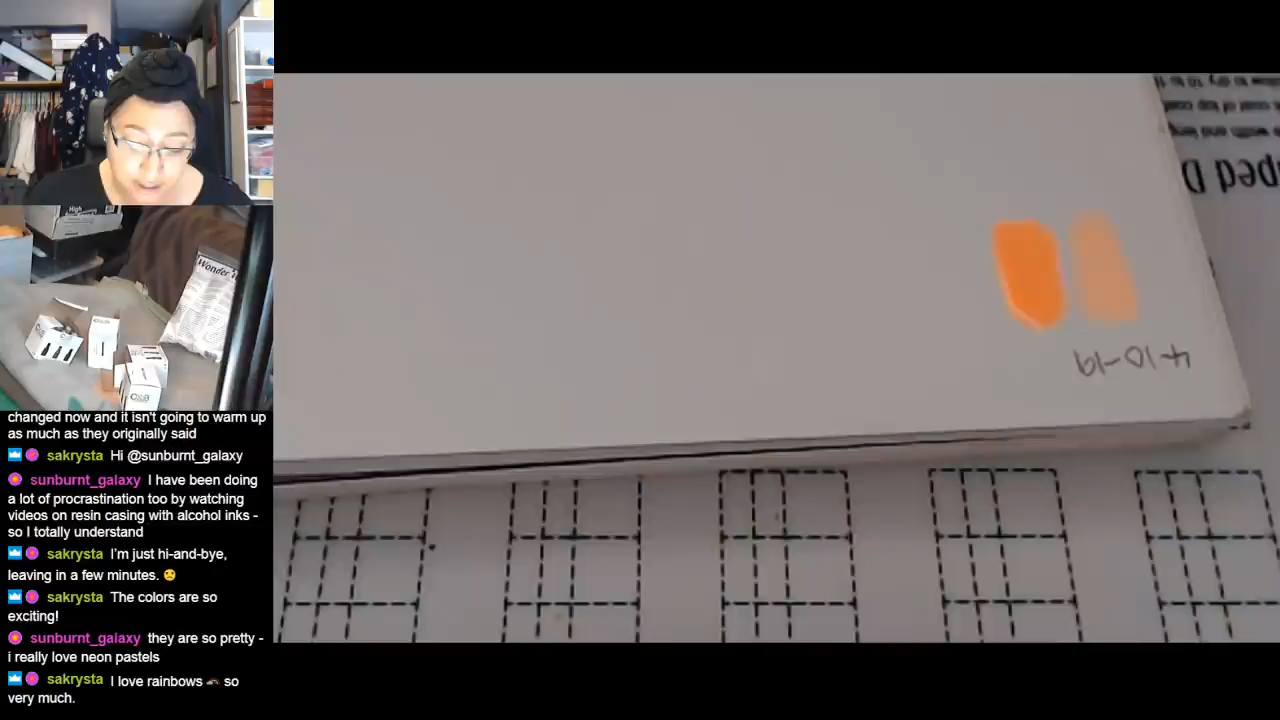 High
Wonder
C&B
changed now and it isn't going to warm up
as much as they originally said
sakrysta Hi @sunburnt_galaxy
sunburnt_galaxy I have been doing
a lot of procrastination too by watching
videos on resin casing with alcohol inks -
so I totally understand
sakrysta I'm just hi-and-bye,
leaving in a few minutes.
sakrysta The colors are so
exciting!
sunburnt_galaxy they are so pretty -
i really love neon pastels
sakrysta I love rainbows so
very much.
4-10-19